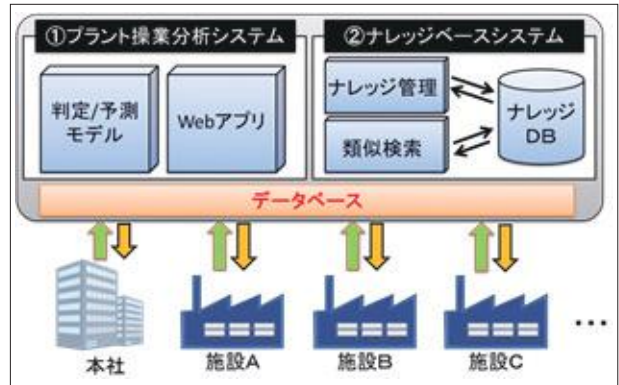 ①プラント操業分析システム
②ナレッジベースシステム
判定/予測
モデル
Webアプリ
ナレッジ管理
類似検索
ナレッジ
DB
データベース
本社
施設A
施設B
施設C
…